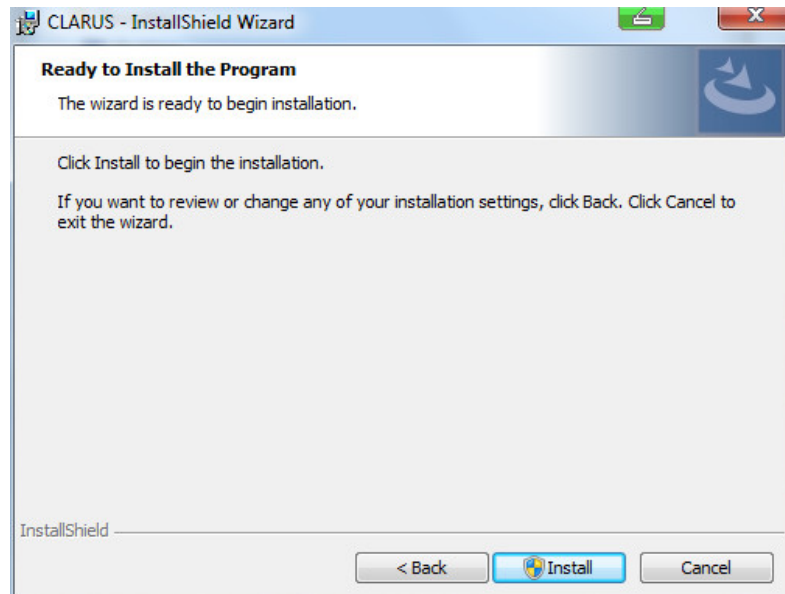 CLARUS - InstallShield Wizard
Ready to Install the Program
The wizard is ready to begin installation.
Click Install to begin the installation.
If you want to review or change any of your installation settings, click Back. Click Cancel to
exit the wizard.
InstallShield
< Back Install Cancel